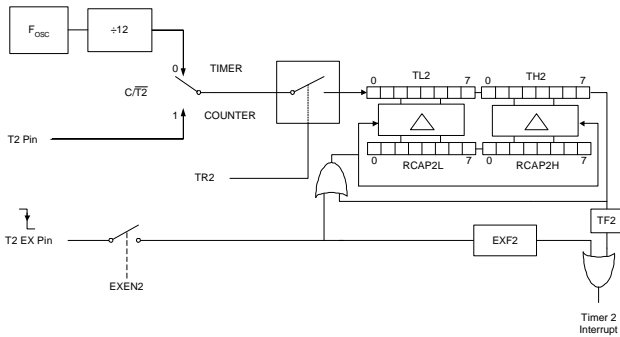 FOSC
÷12
0
TIMER
C/T2
1
COUNTER
T2 Pin
TR2
0
TL2
7
0
TH2
7
0
RCAP2L
7
0
RCAP2H
7
TF2
T2 EX Pin
EXEN2
EXF2
Timer 2
Interrupt